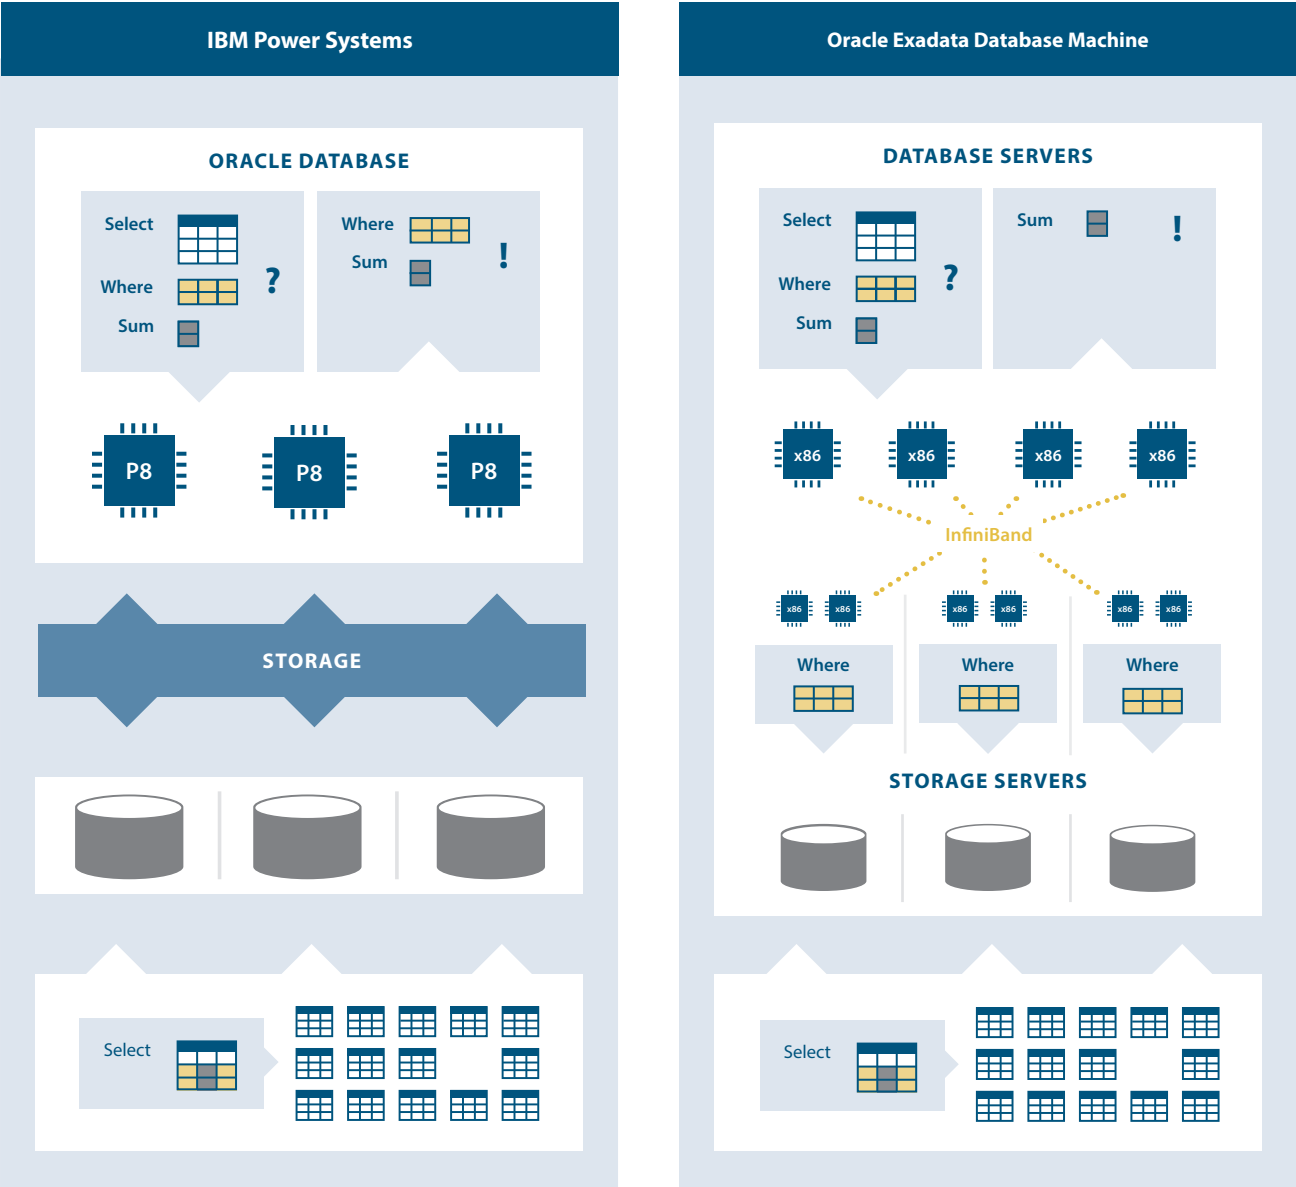 IBM Power Systems
ORACLE DATABASE
Select
Where
Sum
?
Where
Sum
!
P8
P8
P8
STORAGE
Select
Oracle Exadata Database Machine
DATABASE SERVERS
Select
Where
Sum
?
Sum
!
x86
x86
x86
x86
InfiniBand
x86
x86
x86
x86
x86
x86
Where
Where
Where
STORAGE SERVERS
Select